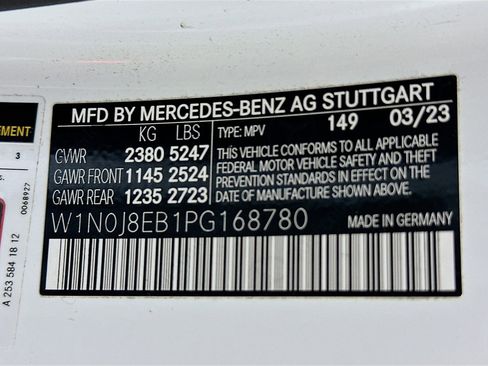 MFD BY MERCEDES-BENZ AG STUTTGART
KG LBS TYPE: MPV 149 03/23
GVWR 2380 5247
GAWR FRONT 1145 2524
GAWR REAR 1235 2723
THIS VEHICLE CONFORMS TO ALL APPLICABLE
FEDERAL MOTOR VEHICLE SAFETY AND THEFT
PREVENTION STANDARDS IN EFFECT ON THE
DATE OF MANUFACTURE SHOWN ABOVE.
W1N0J8EB1PG168780 MADE IN GERMANY
EMENT
3
0068927
A 253 584 18 12